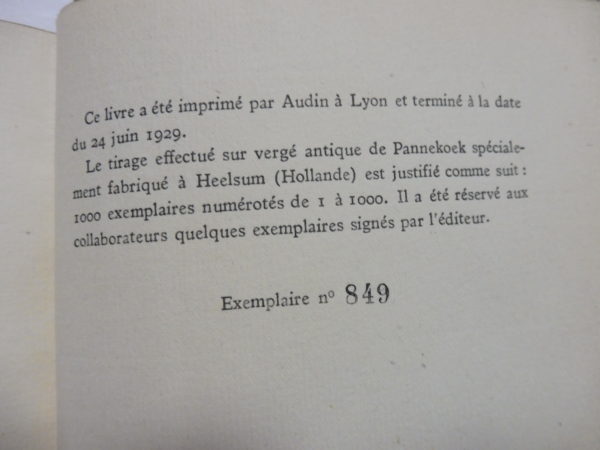 Ce livre a été imprimé par Audin à Lyon et terminé à la date
du 24 juin 1929.
Le tirage effectué sur vergé antique de Pannekoek spéciale-
ment fabriqué à Heelsum (Hollande) est justifié comme suit :
1000 exemplaires numérotés de 1 à 1000. Il a été réservé aux
collaborateurs quelques exemplaires signés par l'éditeur.
Exemplaire nº 849